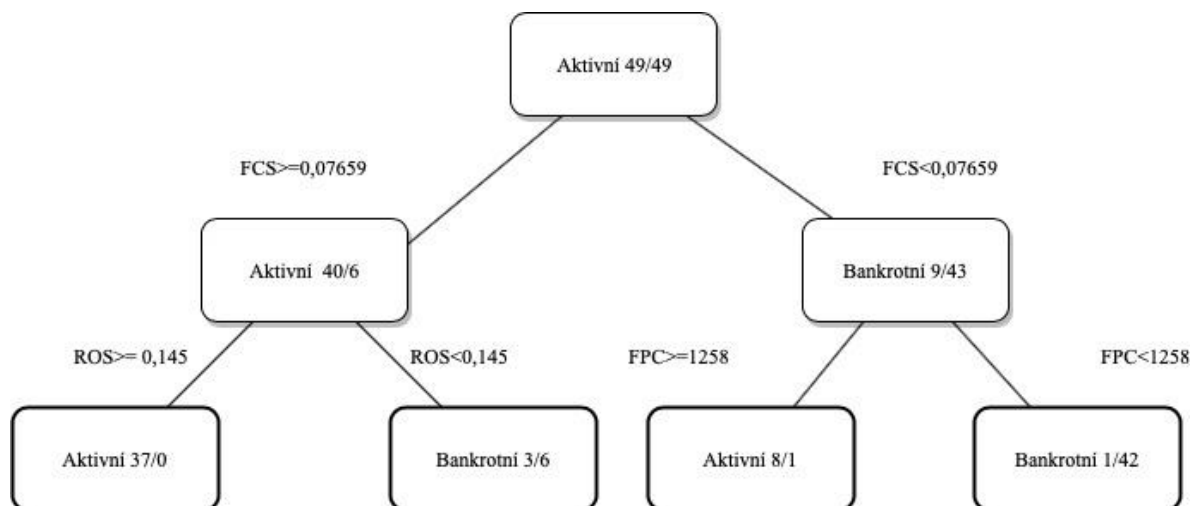 Aktivní 49/49
FCS>=0,07659
FCS<0,07659
Aktivní  40/6
Bankrotní 9/43
ROS>= 0,145
ROS<0,145
FPC>=1258
FPC<1258
Aktivní 37/0
Bankrotní 3/6
Aktivní 8/1
Bankrotní 1/42